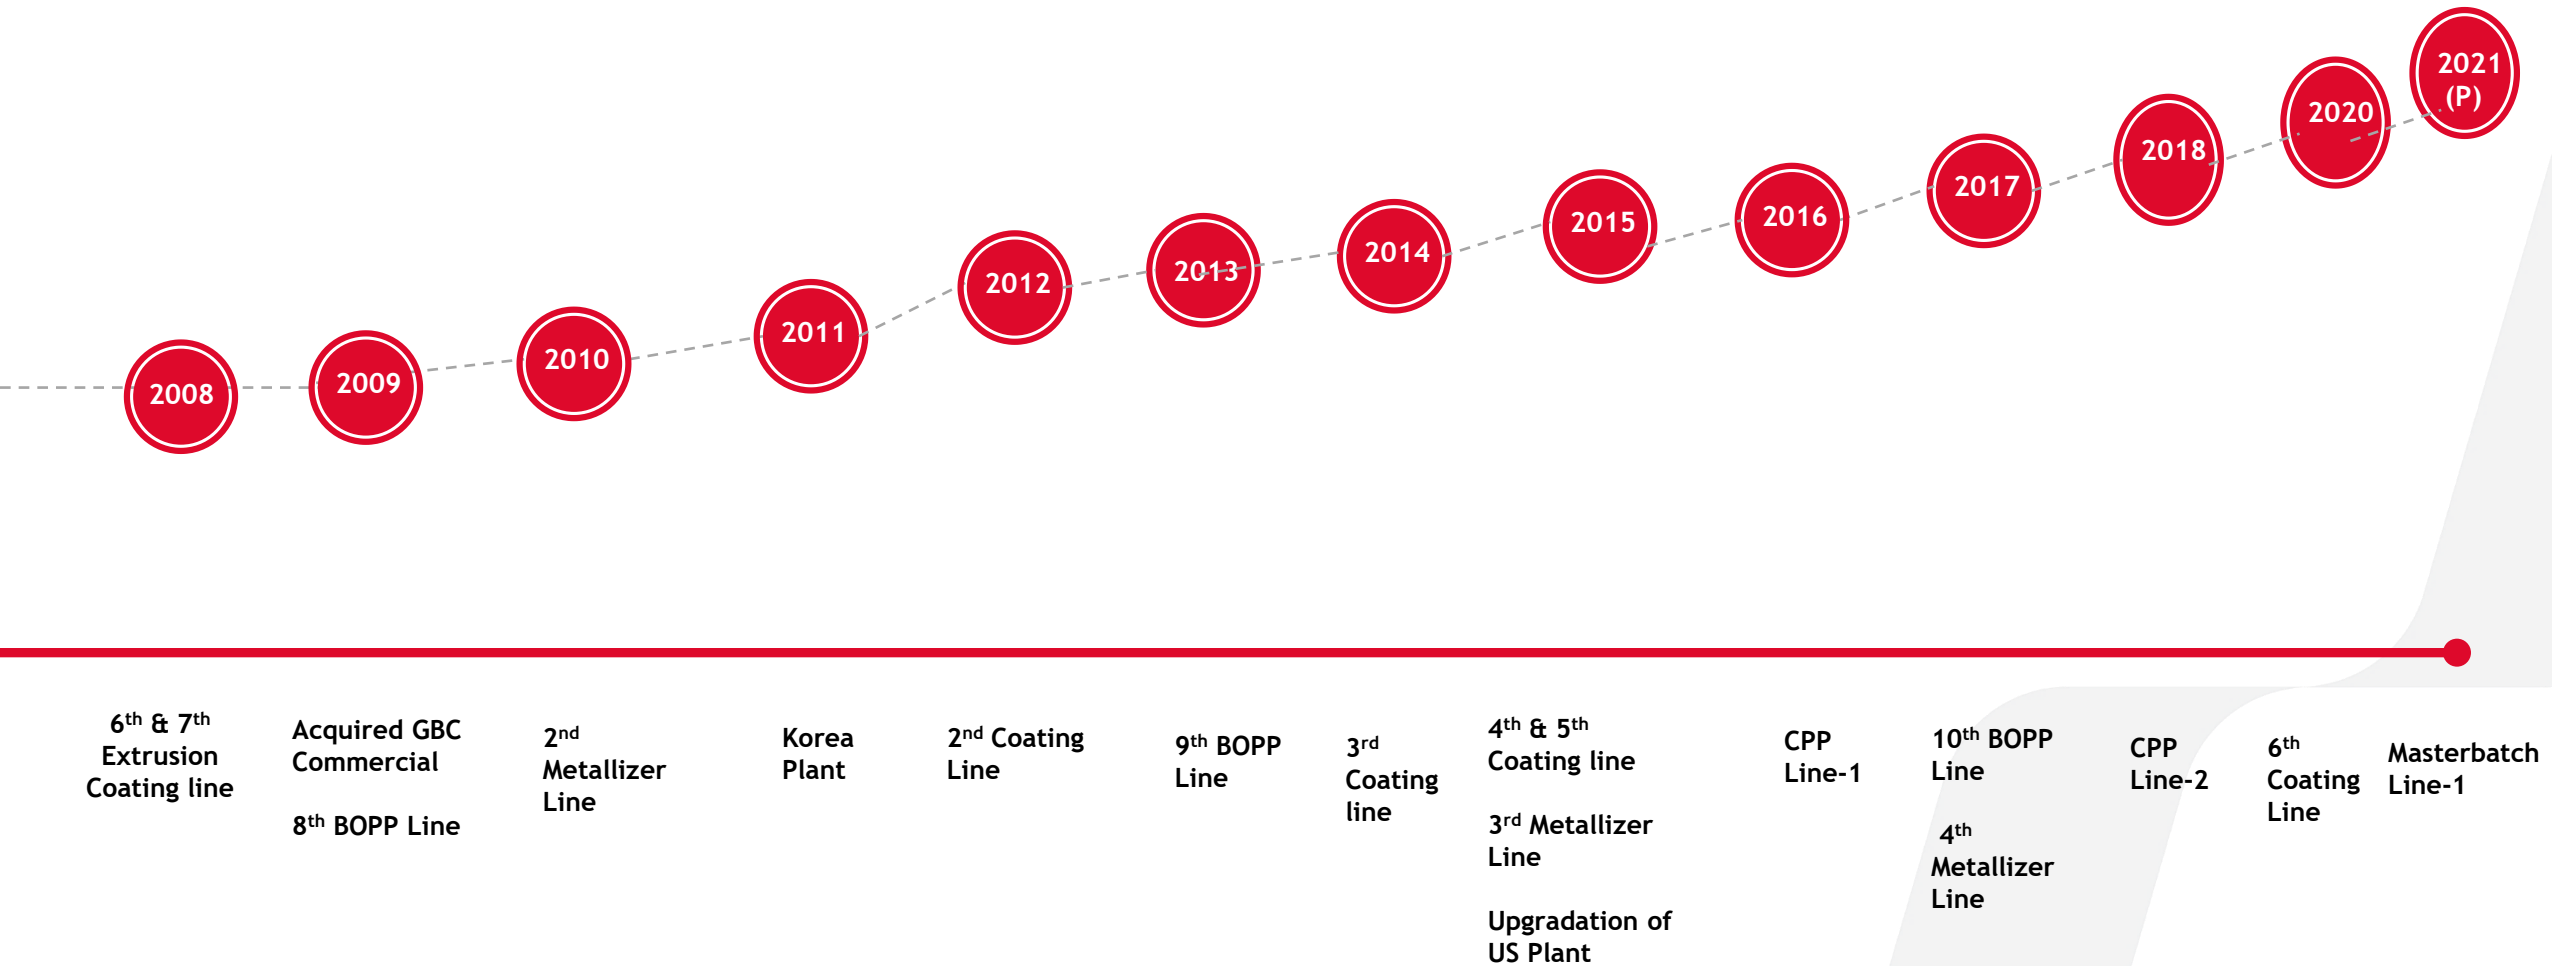 2008
2009
2010
2011
2012
2013
2014
2015
2016
2017
2018
2020
2021
(P)
6th & 7th
Extrusion
Coating line
Acquired GBC
Commercial
8th BOPP Line
2nd
Metallizer
Line
Korea
Plant
2nd Coating
Line
9th BOPP
Line
3rd
Coating
line
4th & 5th
Coating line
3rd Metallizer
Line
Upgradation of
US Plant
CPP
Line-1
10th BOPP
Line
4th
Metallizer
Line
CPP
Line-2
6th
Coating
Line
Masterbatch
Line-1